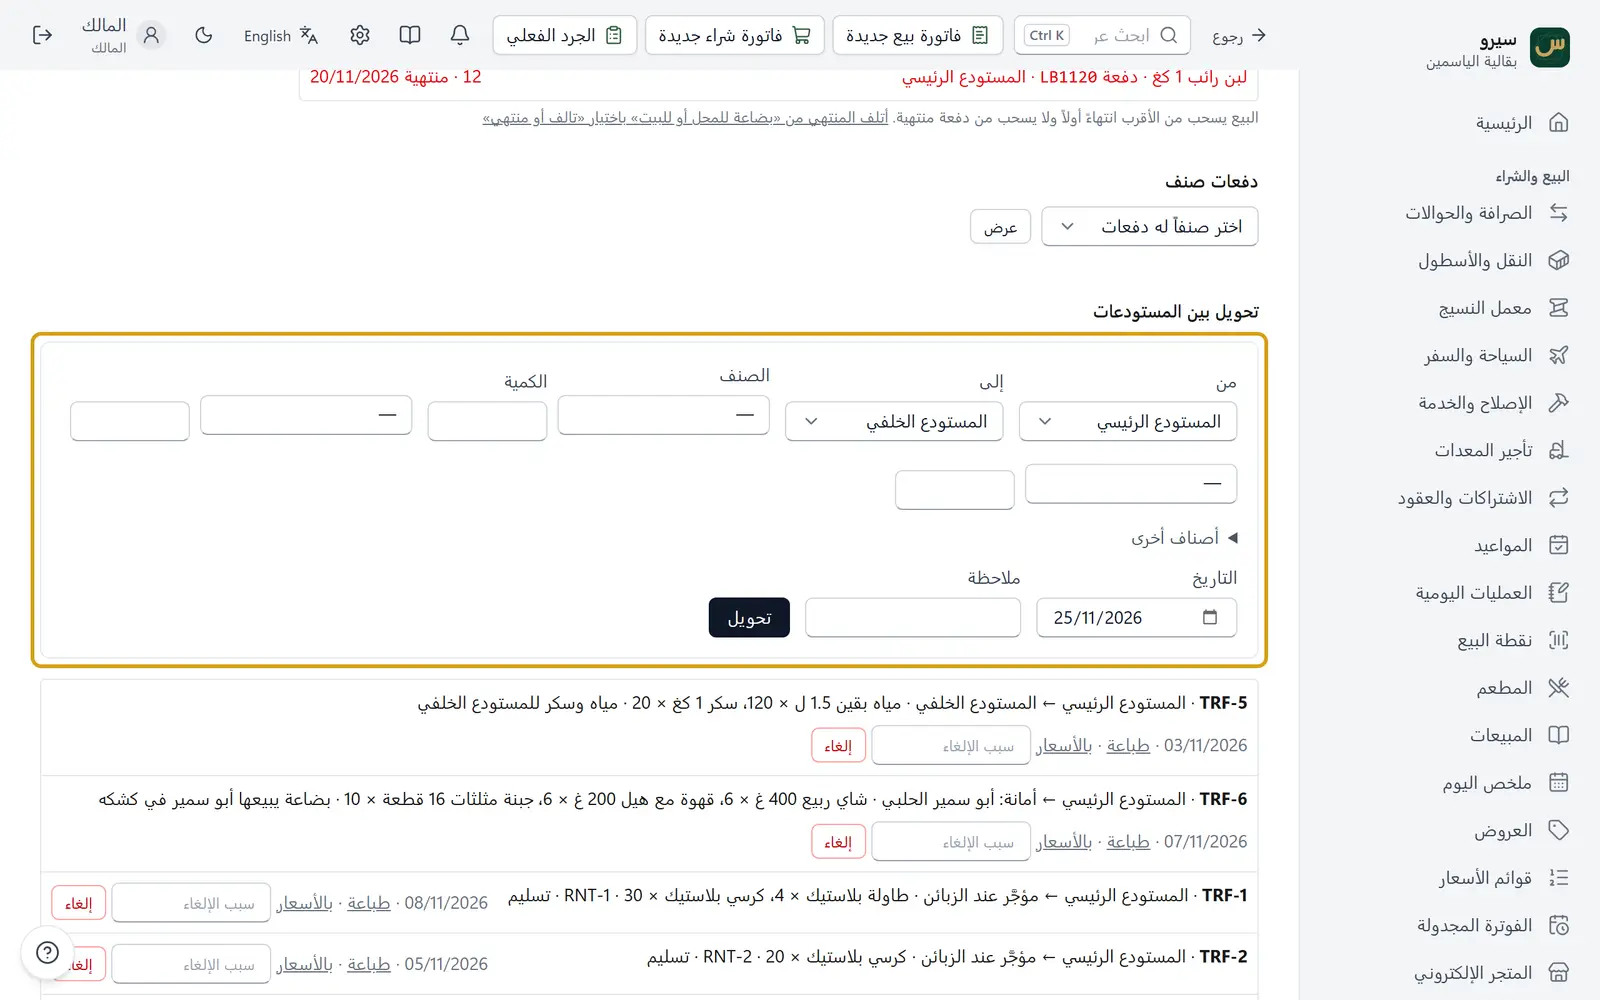 سيرو
بقالية الياسمين
رجوع
ابحث عر
Ctrl K
فاتورة بيع جديدة
فاتورة شراء جديدة
الجرد الفعلي
English
المالك
المالك
الرئيسية
البيع والشراء
الصرافة والحوالات
النقل والأسطول
معمل النسيج
السياحة والسفر
الإصلاح والخدمة
تأجير المعدات
الاشتراكات والعقود
المواعيد
العمليات اليومية
نقطة البيع
المطعم
المبيعات
ملخص اليوم
العروض
قوائم الأسعار
الفوترة المجدولة
المتجر الإلكتروني
لبن رائب 1 كغ · دفعة LB1120 · المستودع الرئيسي
12 · منتهية 20/11/2026
البيع يسحب من الأقرب انتهاءً أولاً ولا يسحب من دفعة منتهية. أتلف المنتهي من «بضاعة للمحل أو للبيت» باختيار «تالف أو منتهي»
دفعات صنف
اختر صنفاً له دفعات
عرض
تحويل بين المستودعات
من
إلى
الصنف
الكمية
المستودع الرئيسي
المستودع الخلفي
—
—
—
أصناف أخرى
التاريخ
ملاحظة
25/11/2026
تحويل
TRF-5 · المستودع الرئيسي ← المستودع الخلفي · مياه بقين 1.5 ل × 120، سكر 1 كغ × 20 · مياه وسكر للمستودع الخلفي
03/11/2026 · طباعة · بالأسعار
سبب الإلغاء
إلغاء
TRF-6 · المستودع الرئيسي ← أمانة: أبو سمير الحلبي · شاي ربيع 400 غ × 6، قهوة مع هيل 200 غ × 6، جبنة مثلثات 16 قطعة × 10 · بضاعة يبيعها أبو سمير في كشكه
07/11/2026 · طباعة · بالأسعار
سبب الإلغاء
إلغاء
TRF-1 · المستودع الرئيسي ← مؤجَّر عند الزبائن · طاولة بلاستيك × 4، كرسي بلاستيك × 30 · RNT-1 · تسليم
08/11/2026 · طباعة · بالأسعار
سبب الإلغاء
إلغاء
TRF-2 · المستودع الرئيسي ← مؤجَّر عند الزبائن · كرسي بلاستيك × 20 · RNT-2 · تسليم
05/11/2026 · طباعة · بالأسعار
سبب الإلغاء